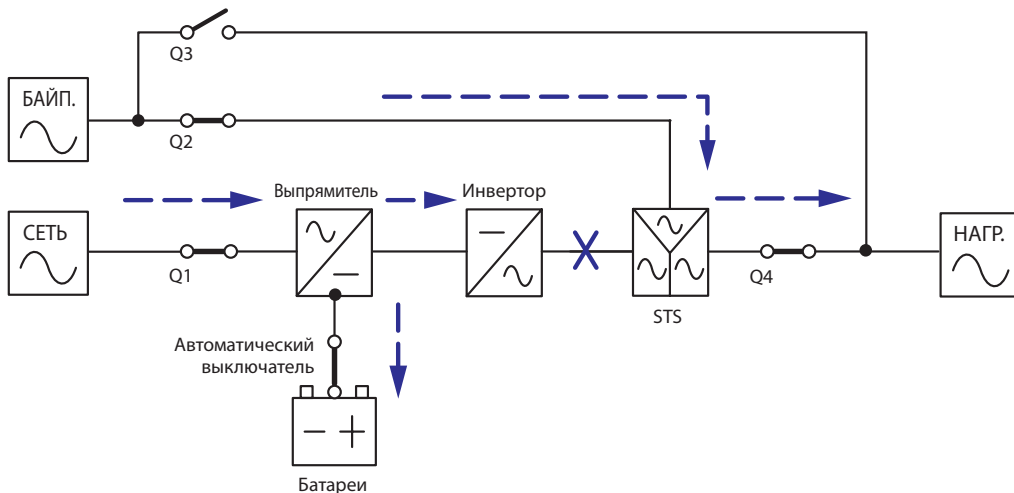 Q3
БАЙП.
Q2
Выпрямитель
Инвертор
СЕТЬ
НАГР.
Q1
Q4
STS
Автоматический
выключатель
Батареи